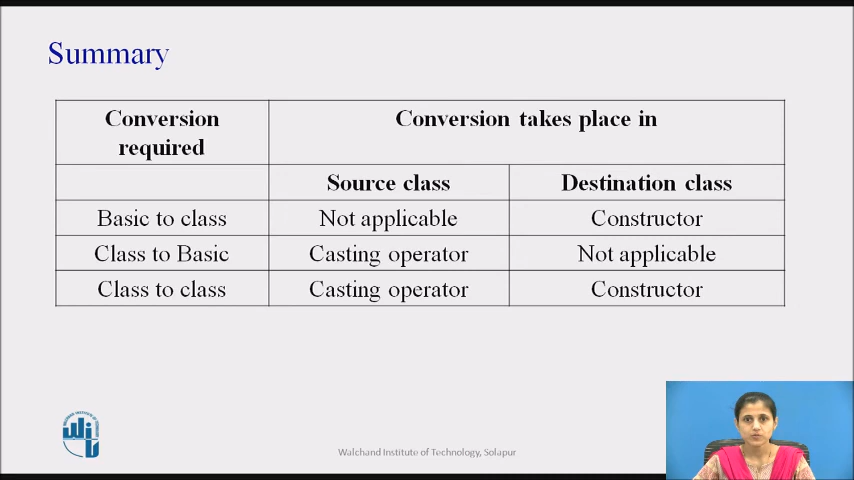 Summary
Conversion required
Conversion takes place in
Source class
Destination class
Basic to class
Not applicable
Constructor
Class to Basic
Casting operator
Not applicable
Class to class
Casting operator
Constructor
Walchand Institute of Technology, Solapur